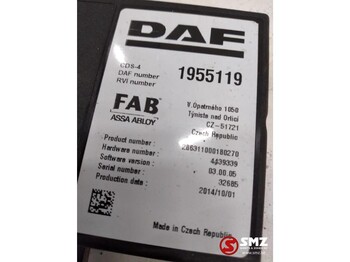 DAF
CDS-4
DAF number 1955119
RVI number
FAB
ASSA ABLOY
V.Opatrného 1050
Týniste nad Orlicí
CZ-51721
Czech Republic
Product number :
Hardware number : 4639339
Software version : 03.00.05
Serial number : 32685
Production date : 2014/10/01
Made in Czech Republic
SMZ